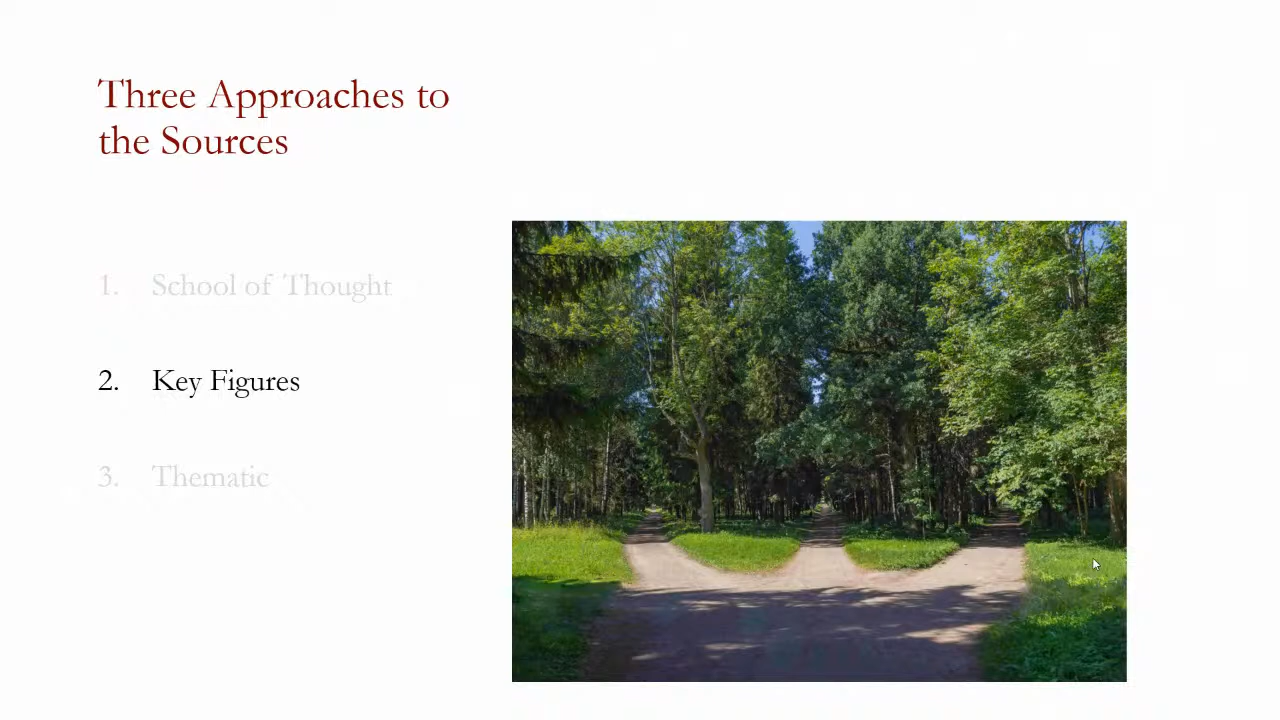 Three Approaches to
the Sources
1. School of Thought
2. Key Figures
3. Thematic